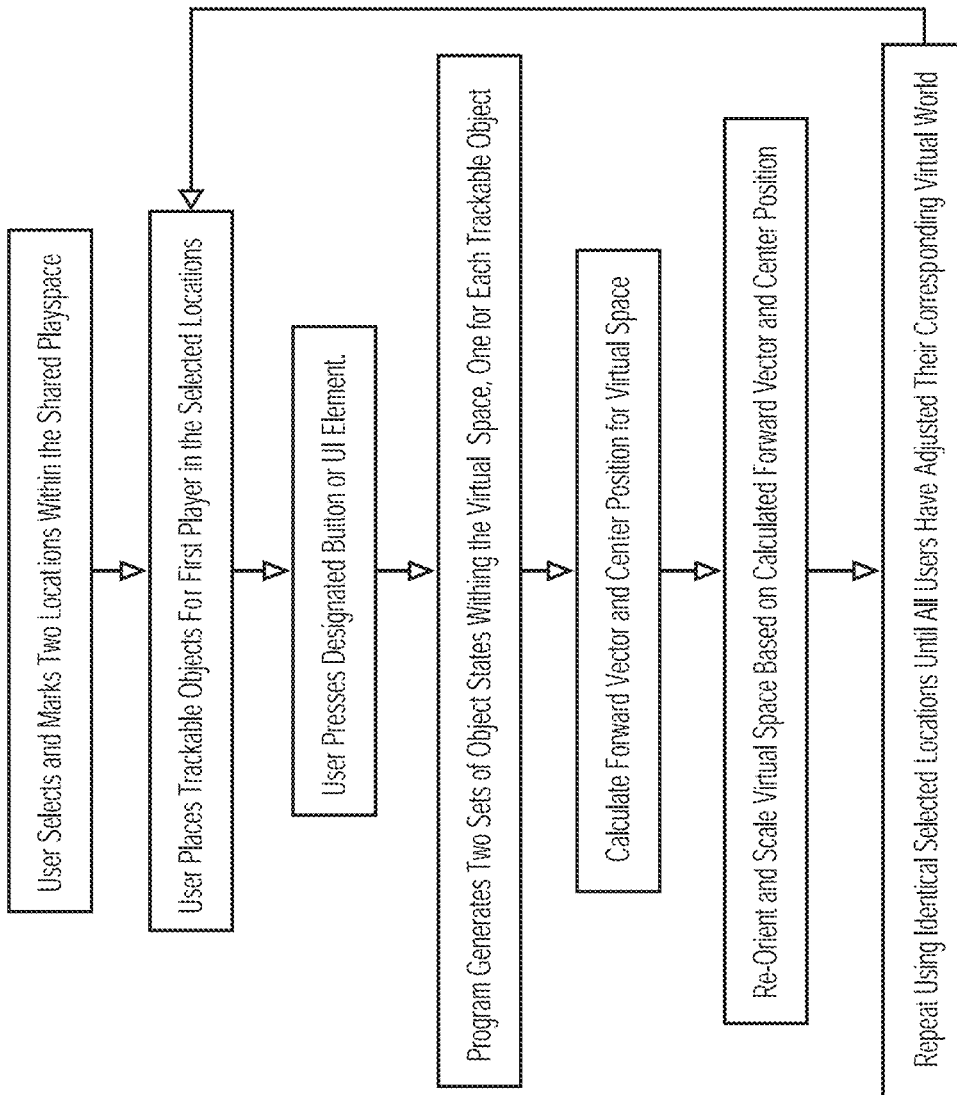 User Selects and Marks Two Locations Within the Shared Playspace
User Places Trackable Objects For First Player in the Selected Locations
User Presses Designated Button or UI Element.
Program Generates Two Sets of Object States Withing the Virtual Space, One for Each Trackable Object
Calculate Forward Vector and Center Position for Virtual Space
Re-Orient and Scale Virtual Space Based on Calculated Forward Vector and Center Position
Repeat Using Identical Selected Locations Until All Users Have Adjusted Their Corresponding Virtual World